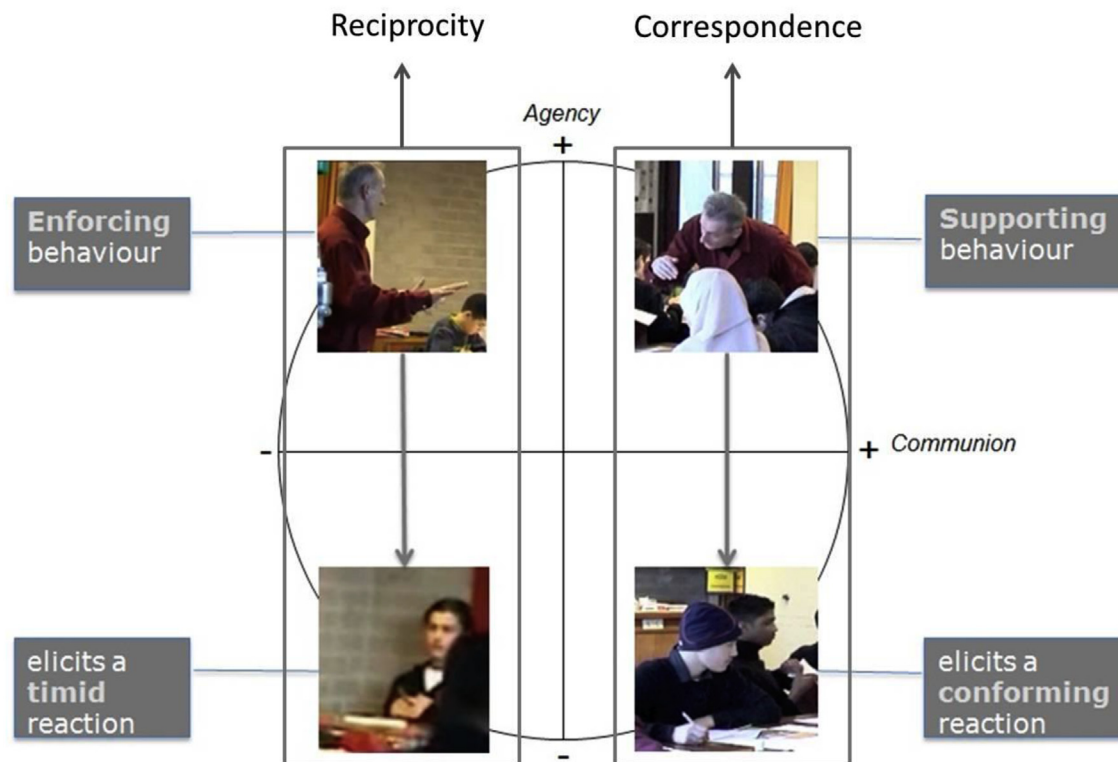 Reciprocity
Correspondence
Agency
+
Enforcing
behaviour
Supporting
behaviour
-
+ Communion
elicits a
timid
reaction
elicits a
conforming
reaction
-